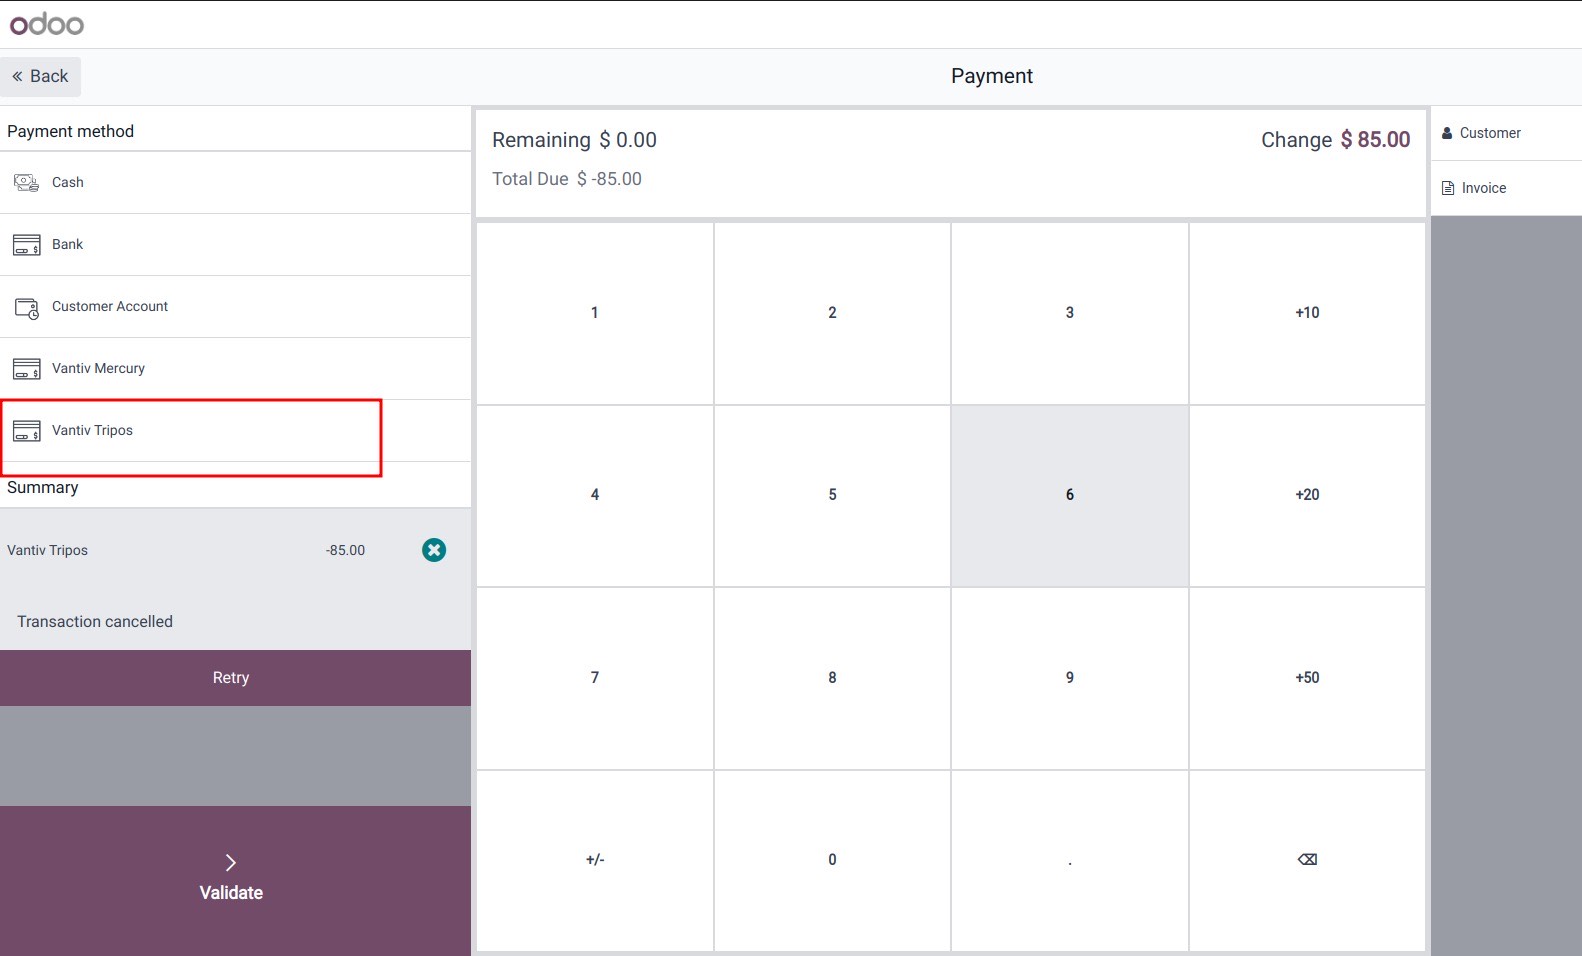 odoo
« Back
Payment
Payment method
Cash
Bank
Customer Account
Vantiv Mercury
Vantiv Tripos
Summary
Vantiv Tripos -85.00
Transaction cancelled
Retry
Validate
Remaining $ 0.00
Change $ 85.00
Total Due $ -85.00
1 2 3 +10
4 5 6 +20
7 8 9 +50
+/- 0 . ⌫
Customer
Invoice